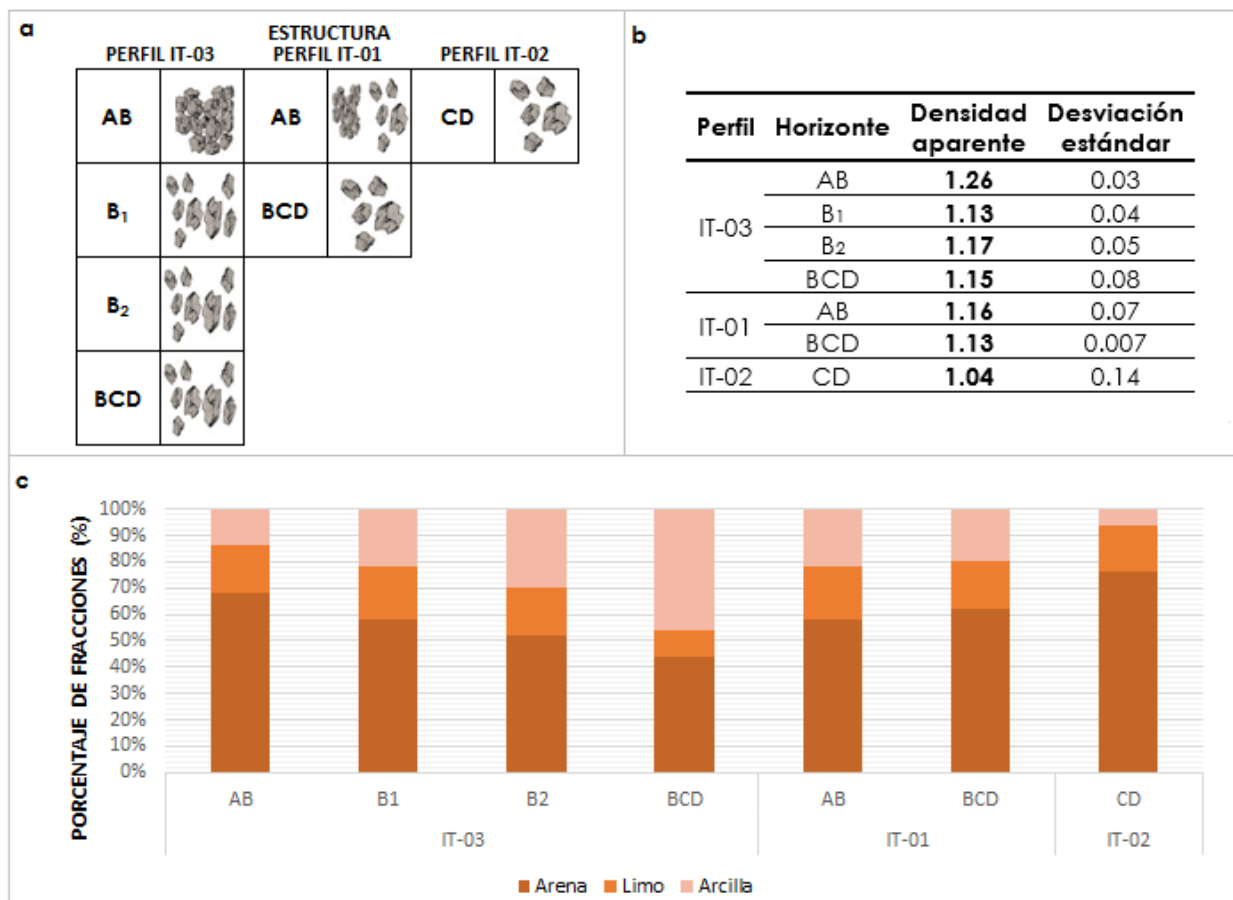 a
ESTRUCTURA
PERFIL IT-03 PERFIL IT-01 PERFIL IT-02
AB AB CD
B₁ BCD
B₂
BCD
b
Perfil Horizonte Densidad aparente Desviación estándar
IT-03 AB 1.26 0.03
B1 1.13 0.04
B2 1.17 0.05
BCD 1.15 0.08
IT-01 AB 1.16 0.07
BCD 1.13 0.007
IT-02 CD 1.04 0.14
c
PORCENTAJE DE FRACCIONES (%)
100%
90%
80%
70%
60%
50%
40%
30%
20%
10%
0%
AB B1 B2 BCD AB BCD CD
IT-03 IT-01 IT-02
Arena Limo Arcilla